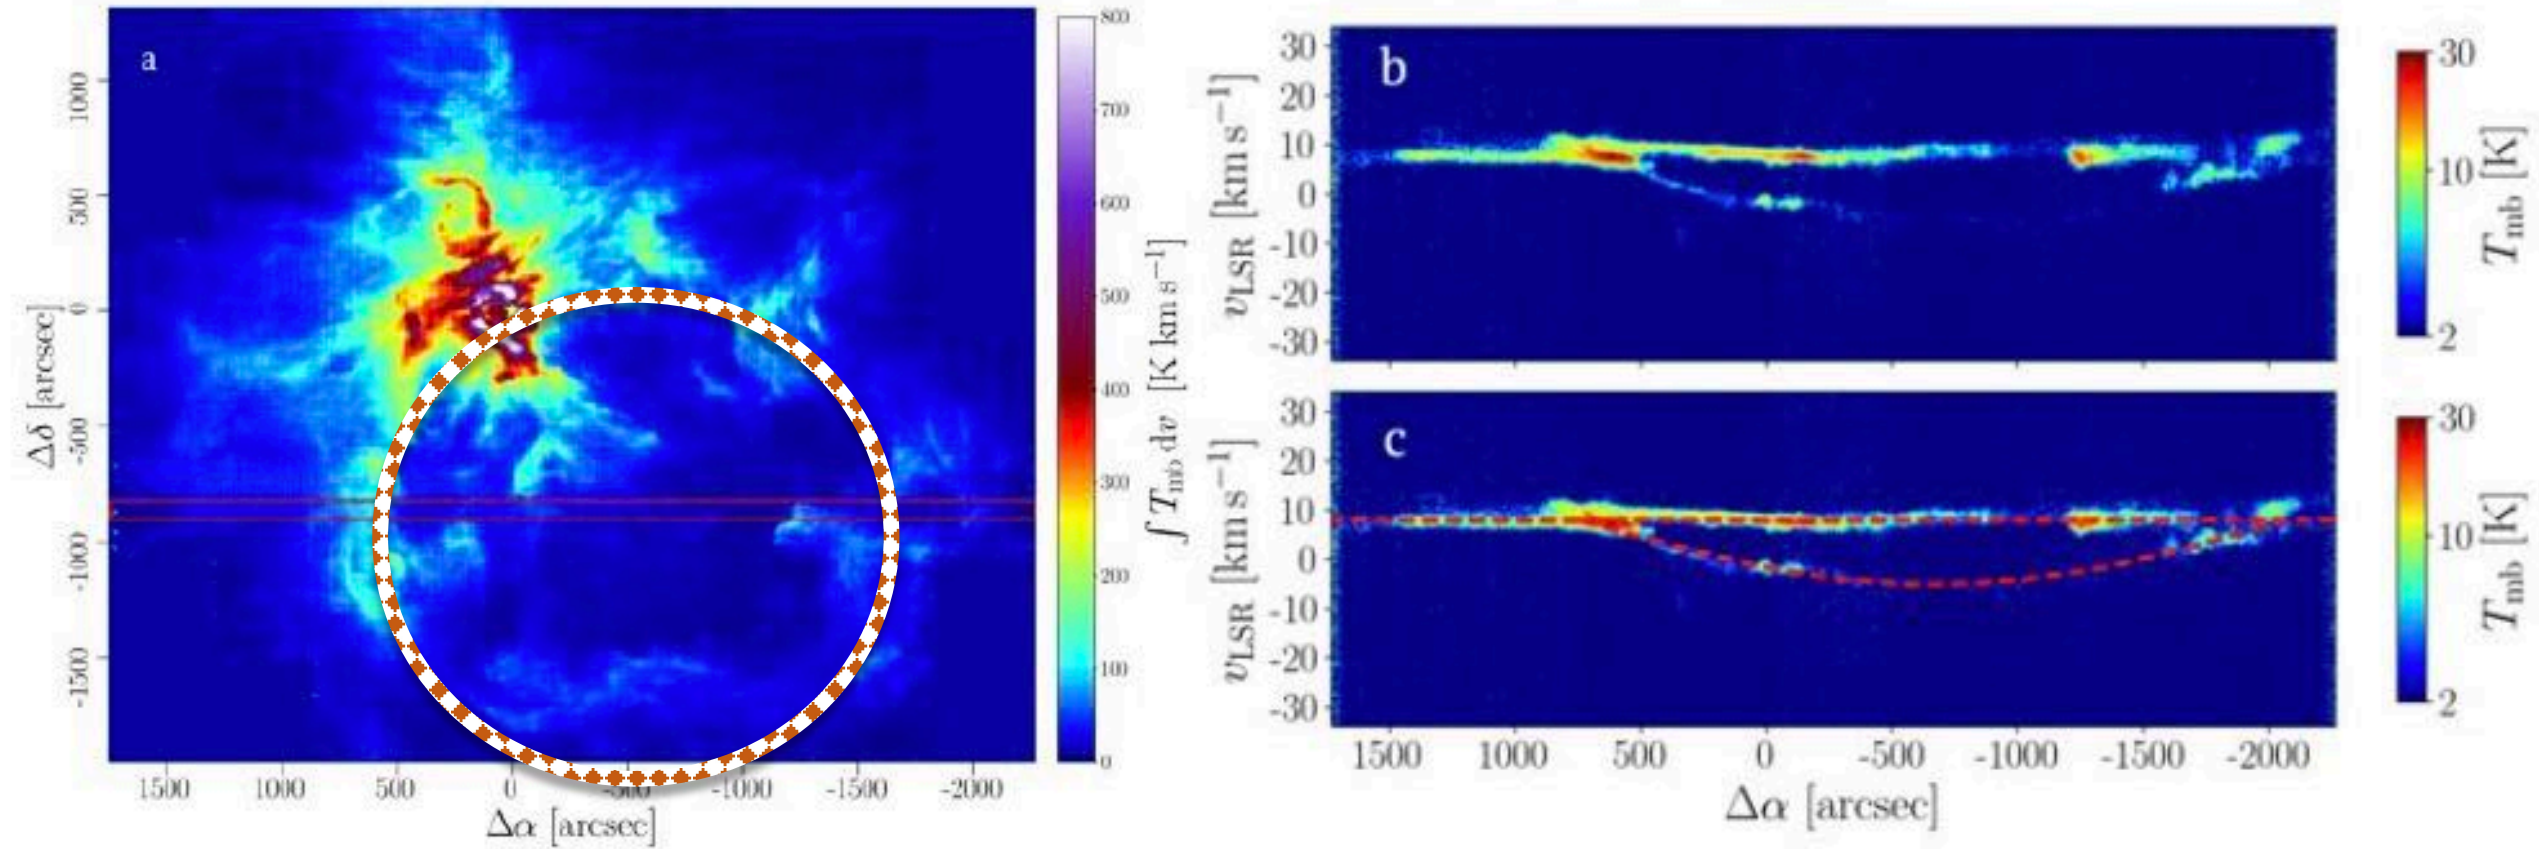 a
1000
500
0
-500
-1000
-1500
Δδ [arcsec]
1500 1000 500 0 -500 -1000 -1500 -2000
Δα [arcsec]
800
700
600
500
400
300
200
100
0
∫ T_mb dv [K km s⁻¹]
b
30
20
10
0
-10
-20
-30
v_LSR [km s⁻¹]
30
10
2
T_mb [K]
c
30
20
10
0
-10
-20
-30
v_LSR [km s⁻¹]
1500 1000 500 0 -500 -1000 -1500 -2000
Δα [arcsec]
30
10
2
T_mb [K]